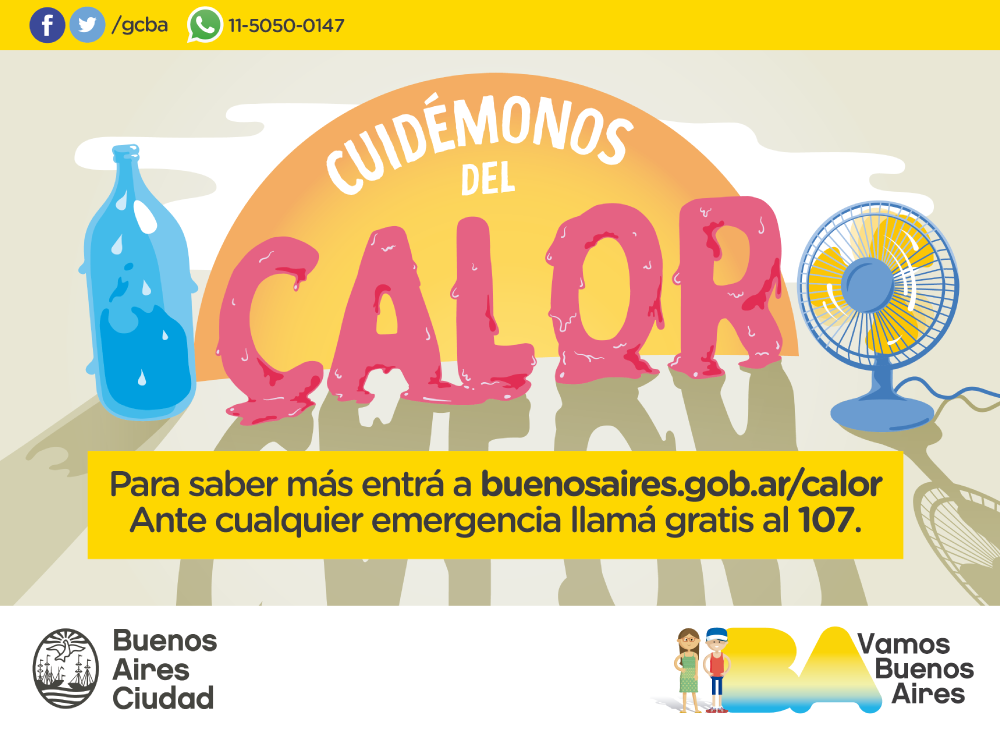 /gcba
11-5050-0147
CUIDÉMONOS
DEL
CALOR
Para saber más entrá a buenosaires.gob.ar/calor
Ante cualquier emergencia llamá gratis al 107.
Buenos
Aires
Ciudad
BA
Vamos
Buenos
Aires